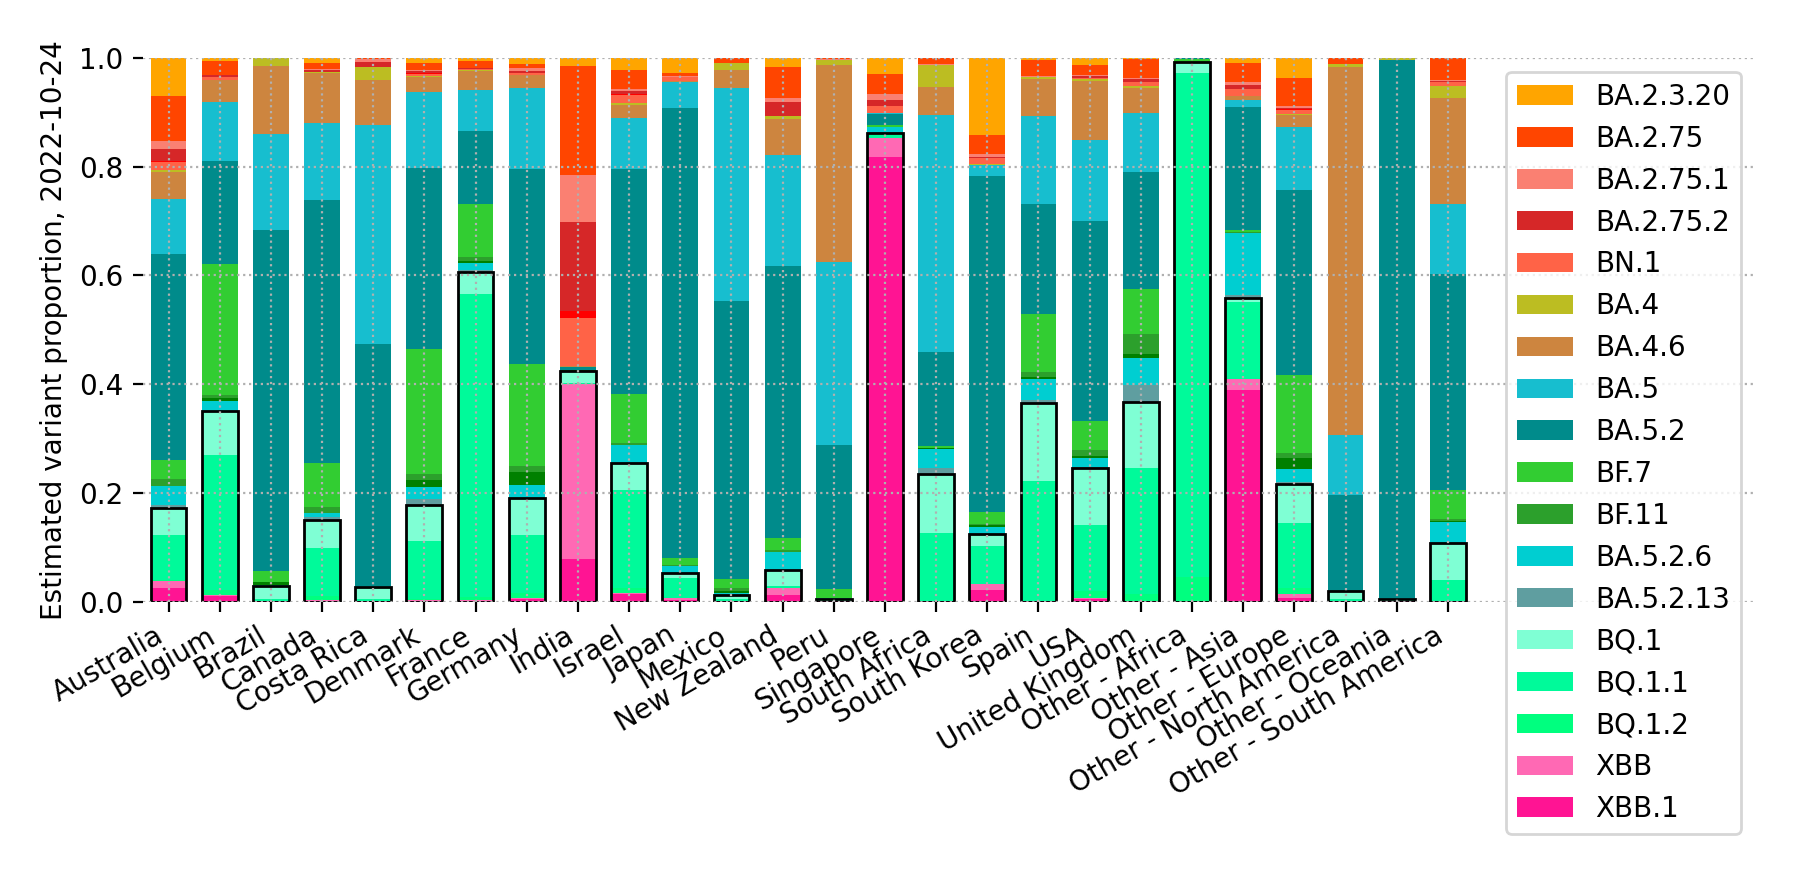 Estimated variant proportion, 2022-10-24
1.0
0.8
0.6
0.4
0.2
0.0
Australia
Belgium
Brazil
Canada
Costa Rica
Denmark
France
Germany
India
Israel
Japan
Mexico
New Zealand
Peru
Singapore
South Africa
South Korea
Spain
USA
United Kingdom
Other - Africa
Other - Asia
Other - Europe
Other - North America
Other - Oceania
Other - South America
BA.2.3.20
BA.2.75
BA.2.75.1
BA.2.75.2
BN.1
BA.4
BA.4.6
BA.5
BA.5.2
BF.7
BF.11
BA.5.2.6
BA.5.2.13
BQ.1
BQ.1.1
BQ.1.2
XBB
XBB.1